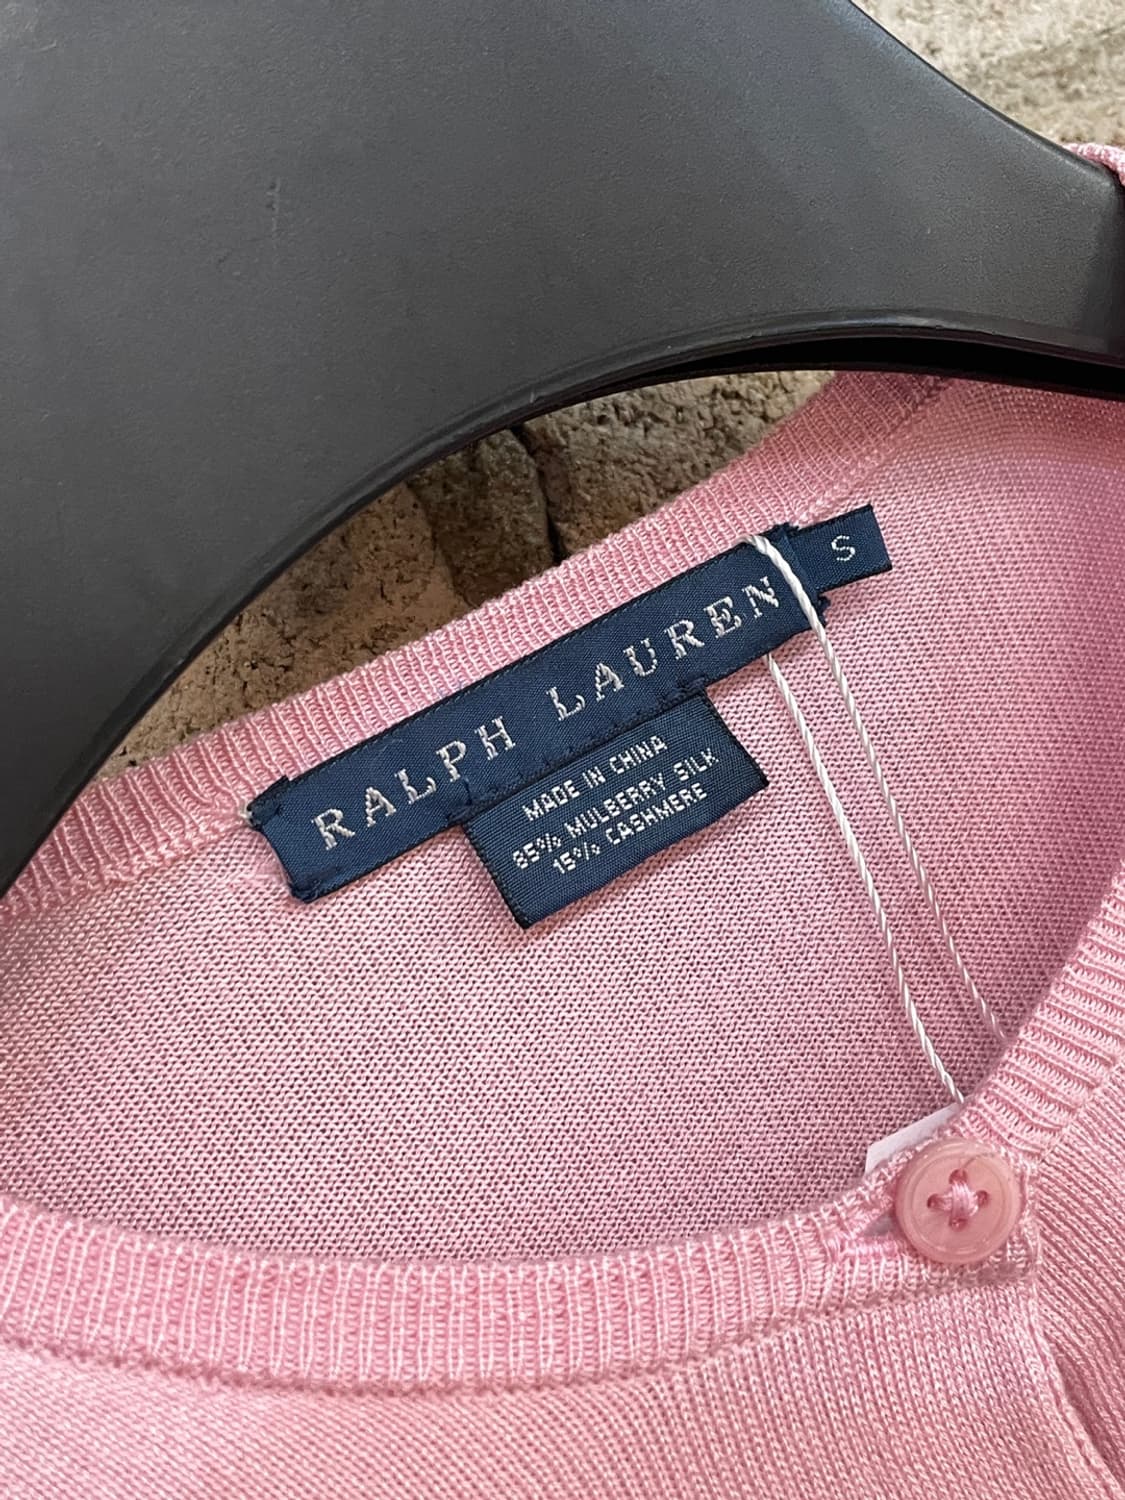 RALPH LAUREN
S
MADE IN CHINA
85% MULBERRY SILK
15% CASHMERE